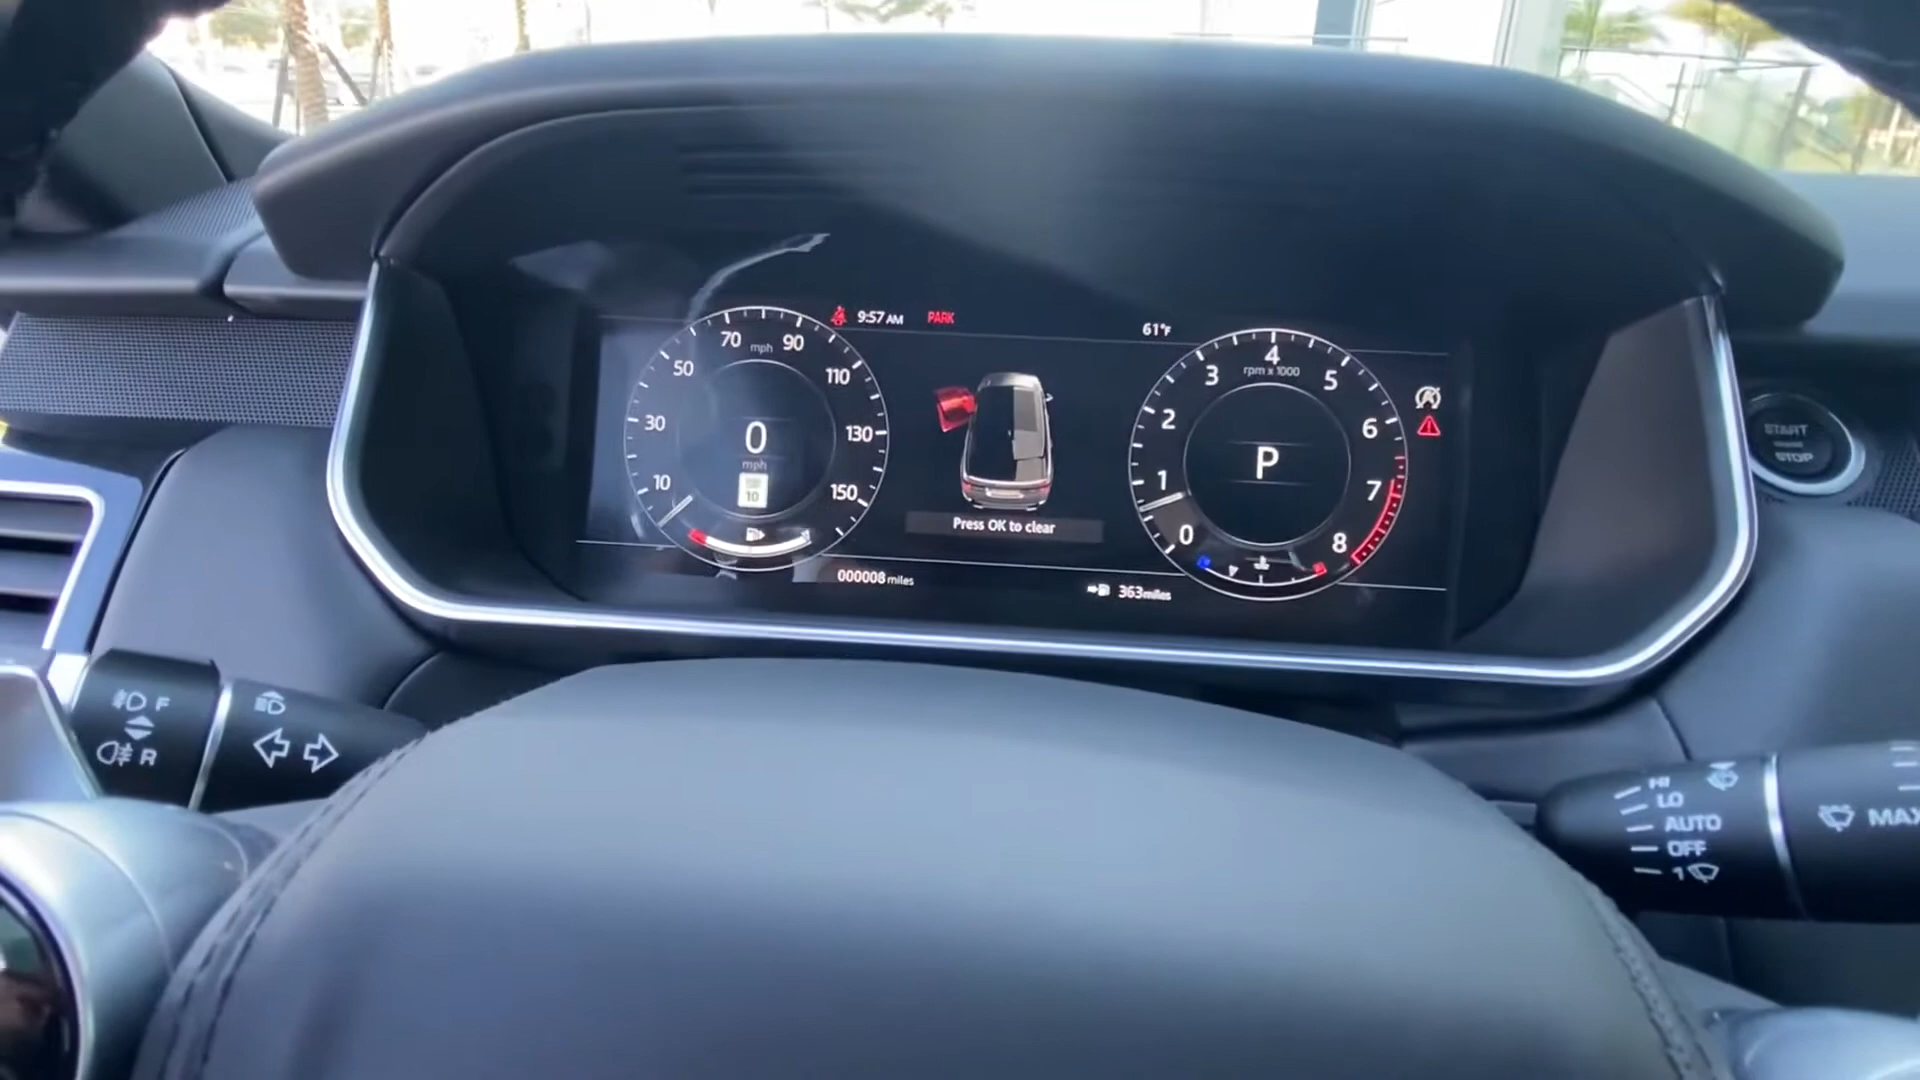 9:57 AM PARK
61°F
70 mph 90
50
110
30
130
10
150
0
mph
10
Press OK to clear
000008 miles
363 miles
4
rpm x 1000
3
5
2
6
1
7
0
8
P
START
STOP
F
R
HI
LO
AUTO
OFF
1
MAX